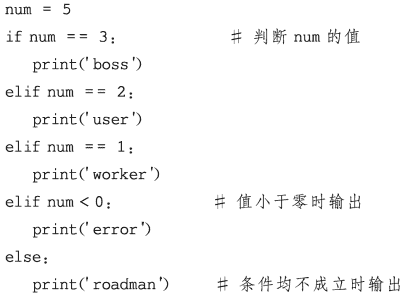 num = 5
if num == 3:                # 判断 num 的值
    print('boss')
elif num == 2:
    print('user')
elif num == 1:
    print('worker')
elif num < 0:             # 值小于零时输出
    print('error')
else:
    print('roadman')      # 条件均不成立时输出